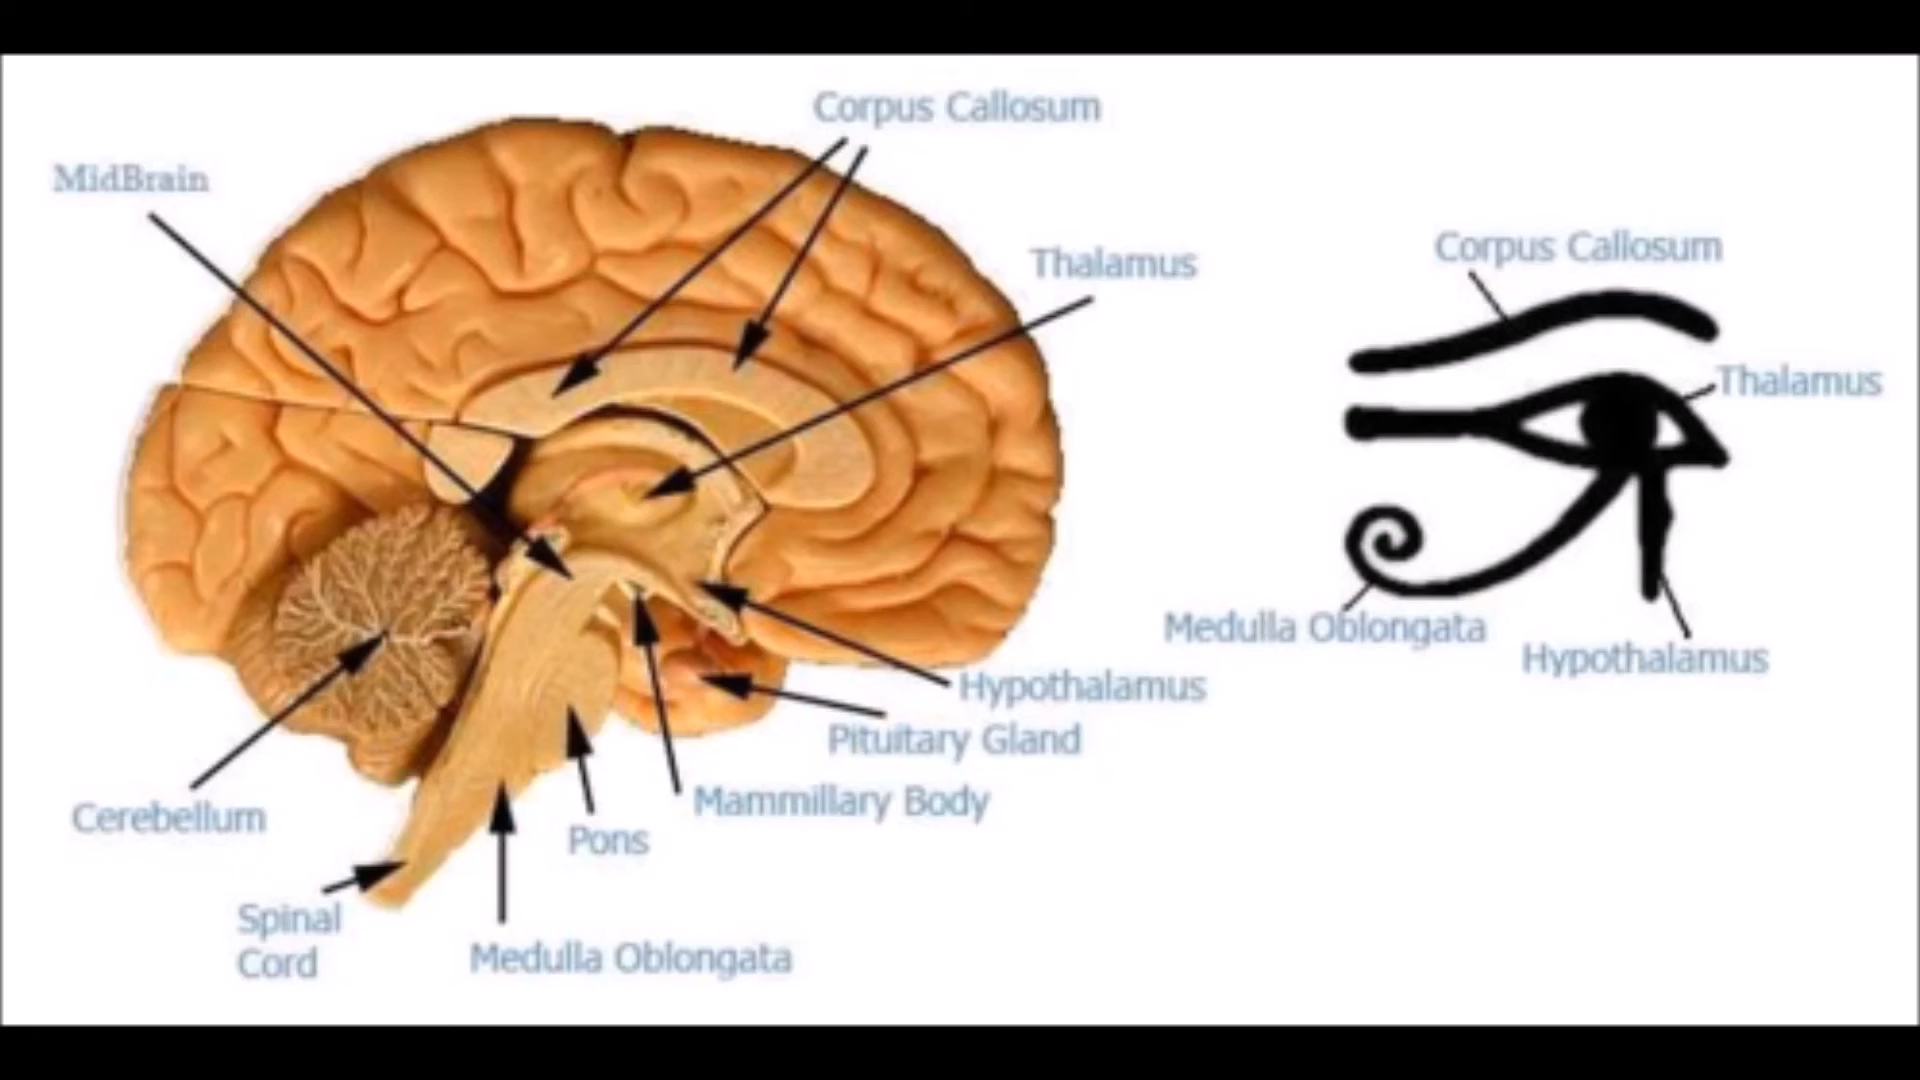 Corpus Callosum
MidBrain
Thalamus
Hypothalamus
Pituitary Gland
Mammillary Body
Pons
Cerebellum
Spinal
Cord
Medulla Oblongata
Corpus Callosum
Thalamus
Medulla Oblongata
Hypothalamus